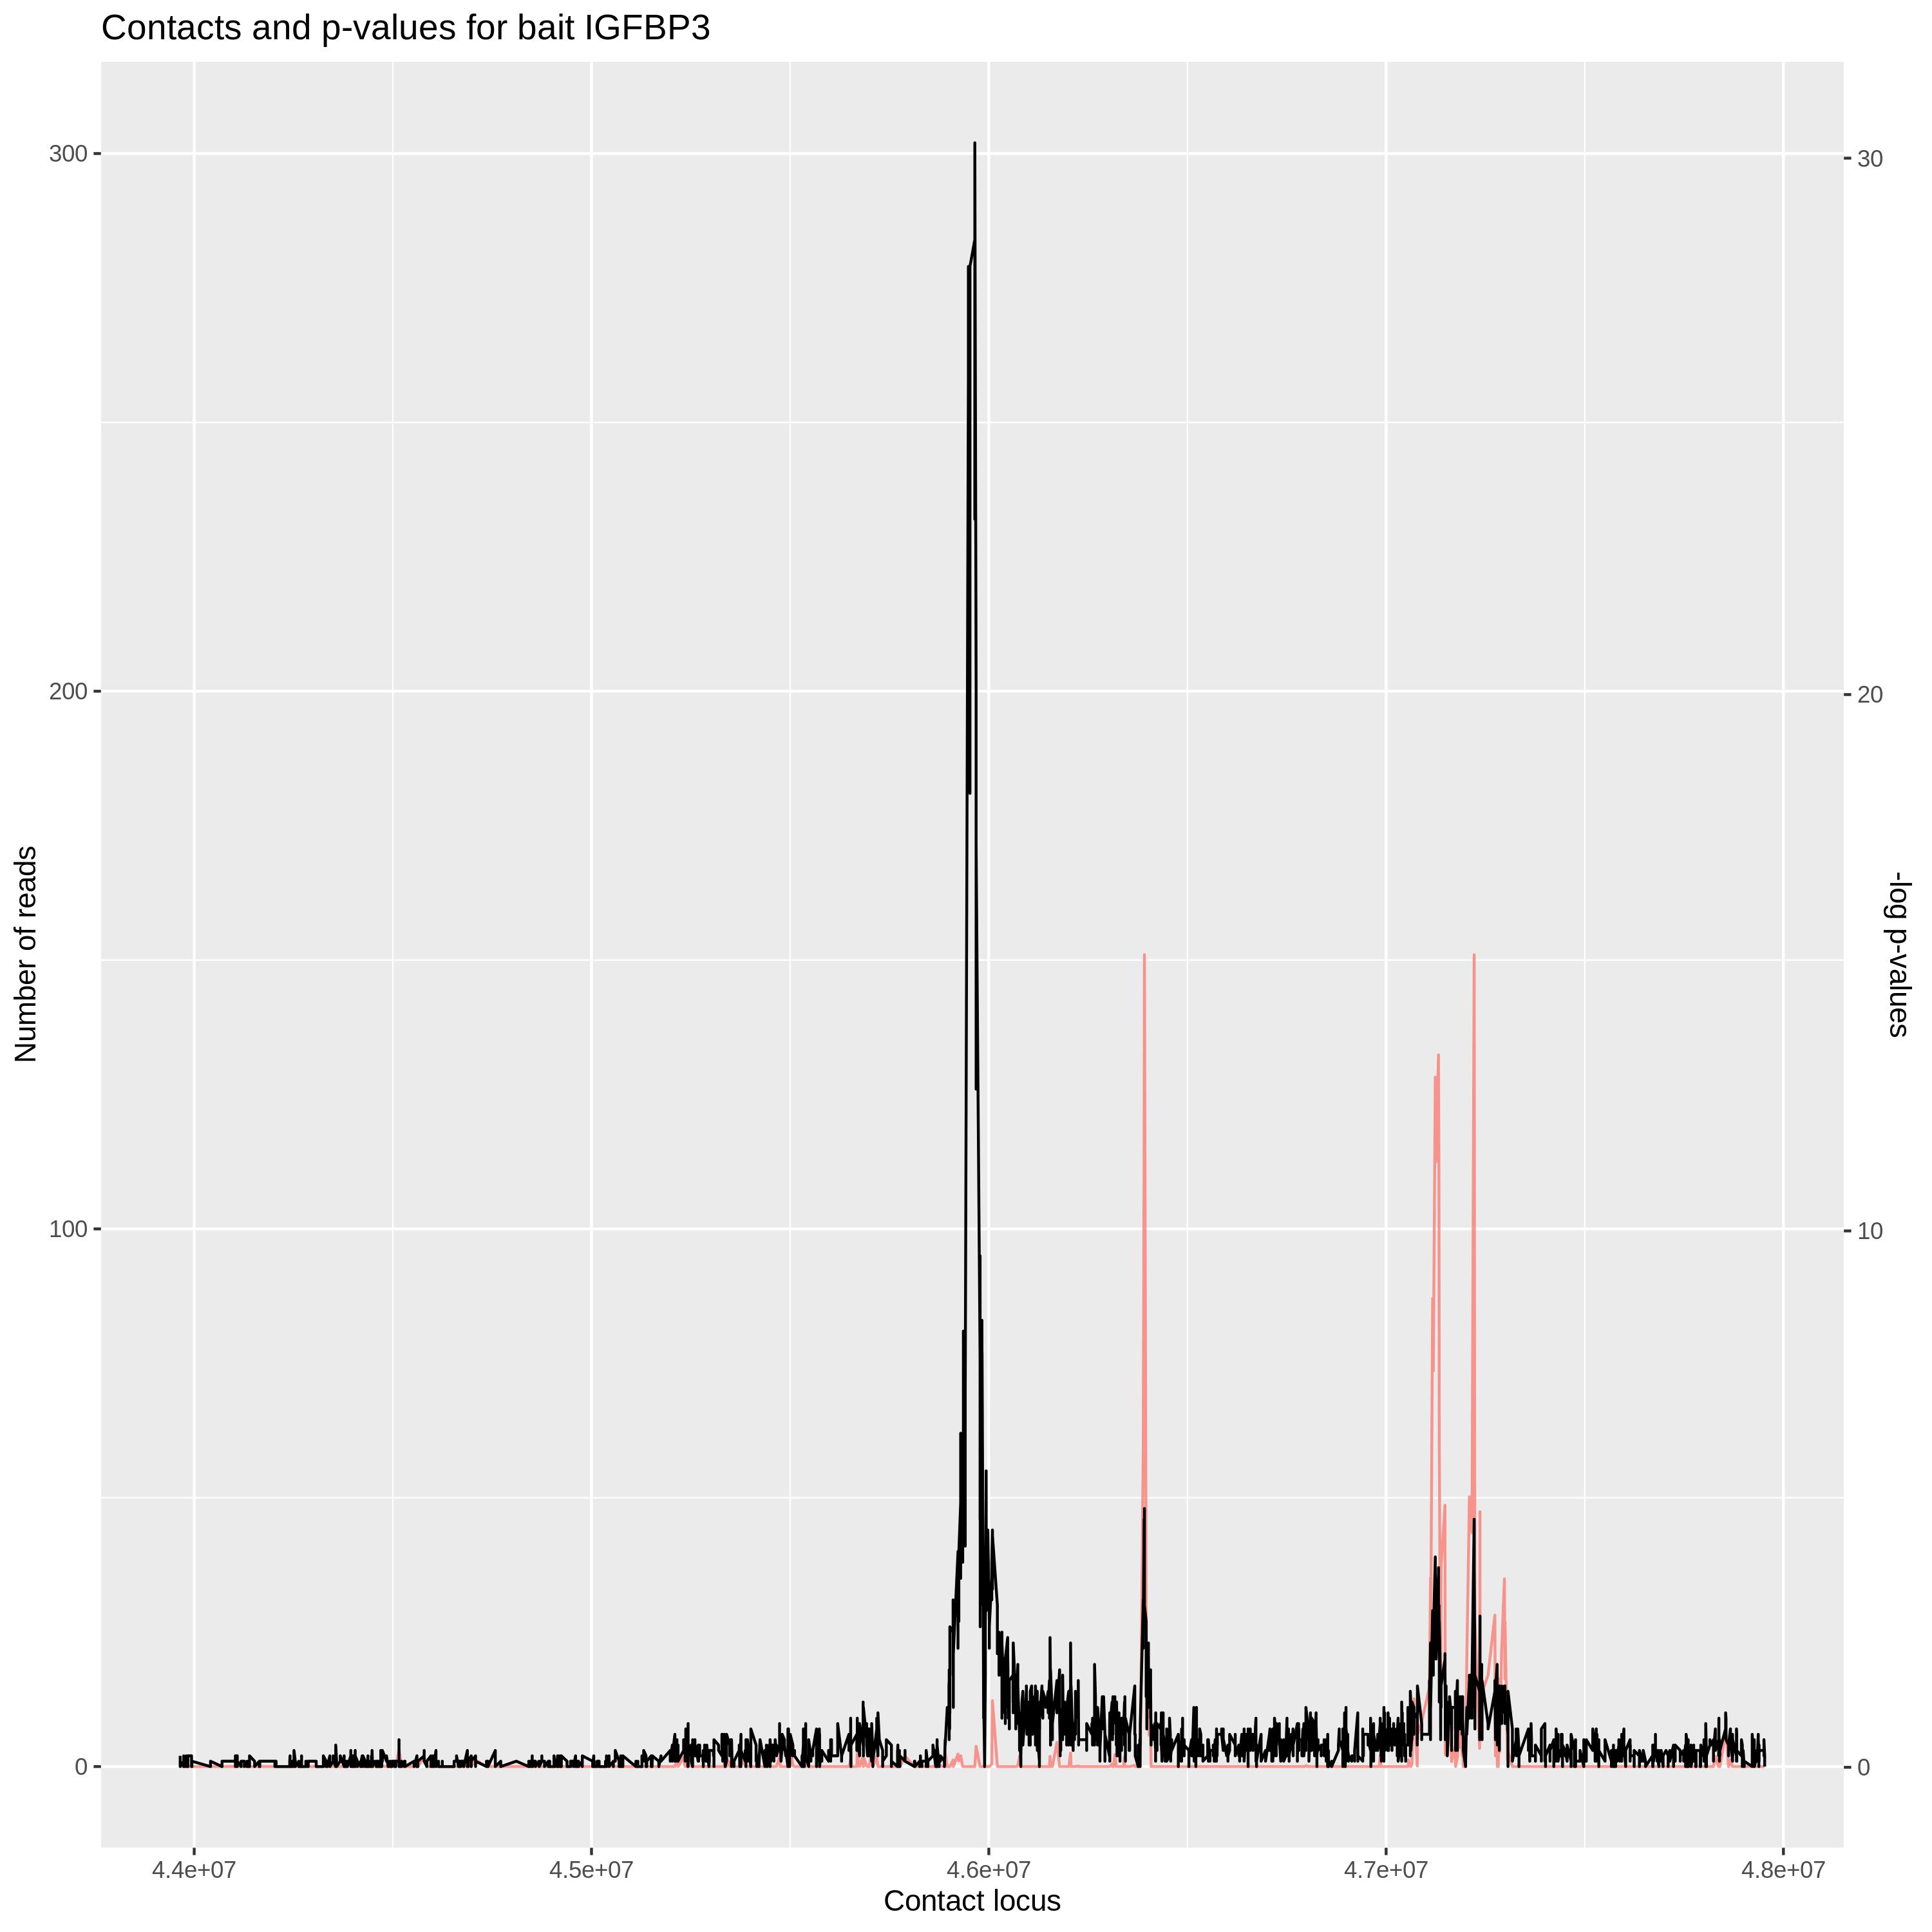 Contacts and p-values for bait IGFBP3
300
200
100
0
Number of reads
30
20
10
0
-log p-values
4.4e+07 4.5e+07 4.6e+07 4.7e+07 4.8e+07
Contact locus